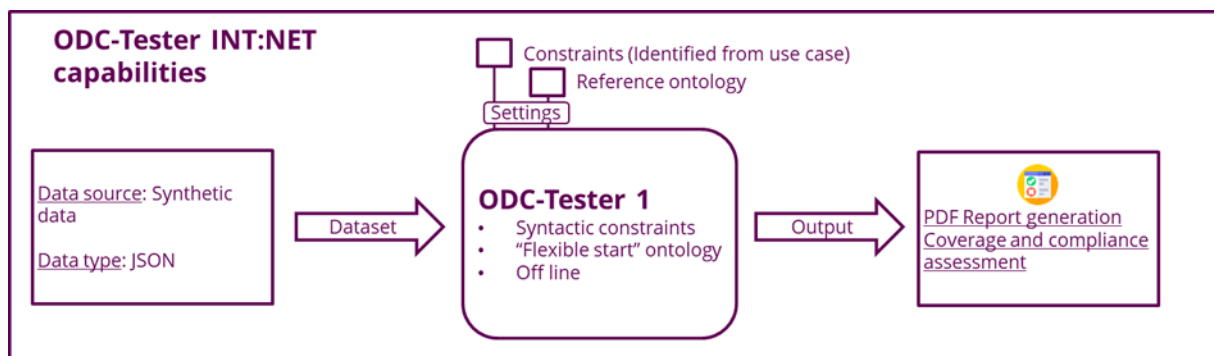 ODC-Tester INT:NET
capabilities
Constraints (Identified from use case)
Reference ontology
Settings
Data source: Synthetic
data
Data type: JSON
Dataset
ODC-Tester 1
• Syntactic constraints
• “Flexible start” ontology
• Off line
Output
PDF Report generation
Coverage and compliance
assessment